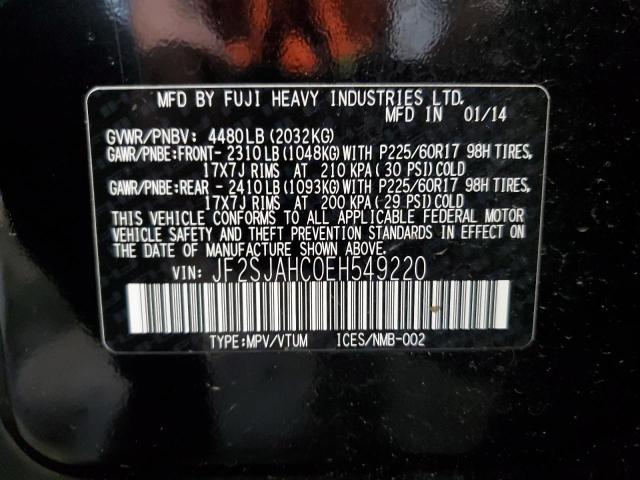 MFD BY FUJI HEAVY INDUSTRIES LTD.
MFD IN 01/14
GVWR/PNBV: 4480LB (2032KG)
GAWR/PNBE:FRONT- 2310LB (1048KG)WITH P225/60R17 98H TIRES,
17X7J RIMS AT 210 KPA ( 30 PSI)COLD
GAWR/PNBE:REAR - 2410LB (1093KG)WITH P225/60R17 98H TIRES,
17X7J RIMS AT 200 KPA ( 29 PSI)COLD
THIS VEHICLE CONFORMS TO ALL APPLICABLE FEDERAL MOTOR
VEHICLE SAFETY AND THEFT PREVENTION STANDARDS IN EFFECT
ON THE DATE OF MANUFACTURE SHOWN ABOVE.
VIN: JF2SJAHC0EH549220
TYPE:MPV/VTUM ICES/NMB-002